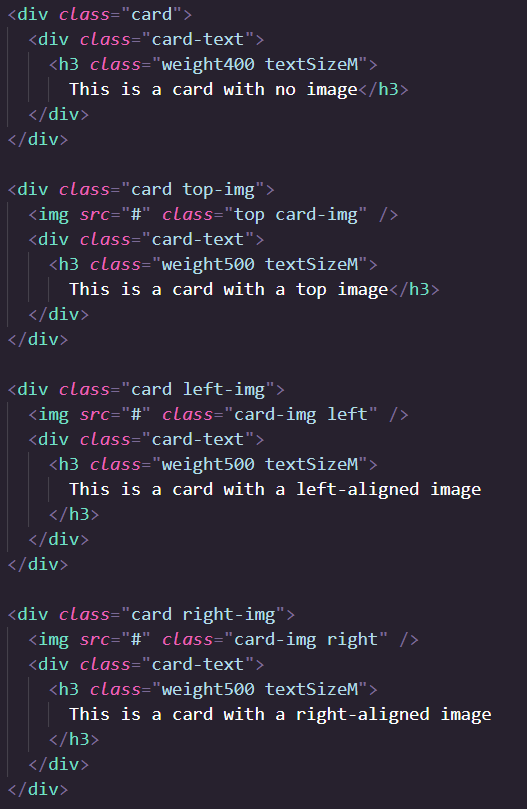 <div class="card">
  <div class="card-text">
    <h3 class="weight400 textSizeM">
      This is a card with no image</h3>
  </div>
</div>

<div class="card top-img">
  <img src="#" class="top card-img" />
  <div class="card-text">
    <h3 class="weight500 textSizeM">
      This is a card with a top image</h3>
  </div>
</div>

<div class="card left-img">
  <img src="#" class="card-img left" />
  <div class="card-text">
    <h3 class="weight500 textSizeM">
      This is a card with a left-aligned image
    </h3>
  </div>
</div>

<div class="card right-img">
  <img src="#" class="card-img right" />
  <div class="card-text">
    <h3 class="weight500 textSizeM">
      This is a card with a right-aligned image
    </h3>
  </div>
</div>